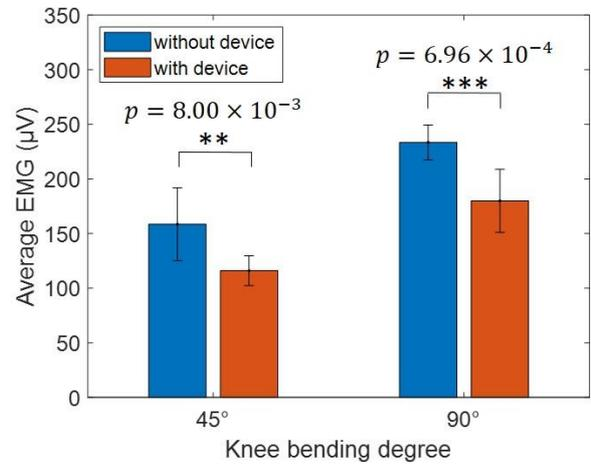 350
300
250
200
150
100
50
0
Average EMG (μV)
without device
with device
p = 8.00 × 10⁻³
**
p = 6.96 × 10⁻⁴
***
45°
90°
Knee bending degree